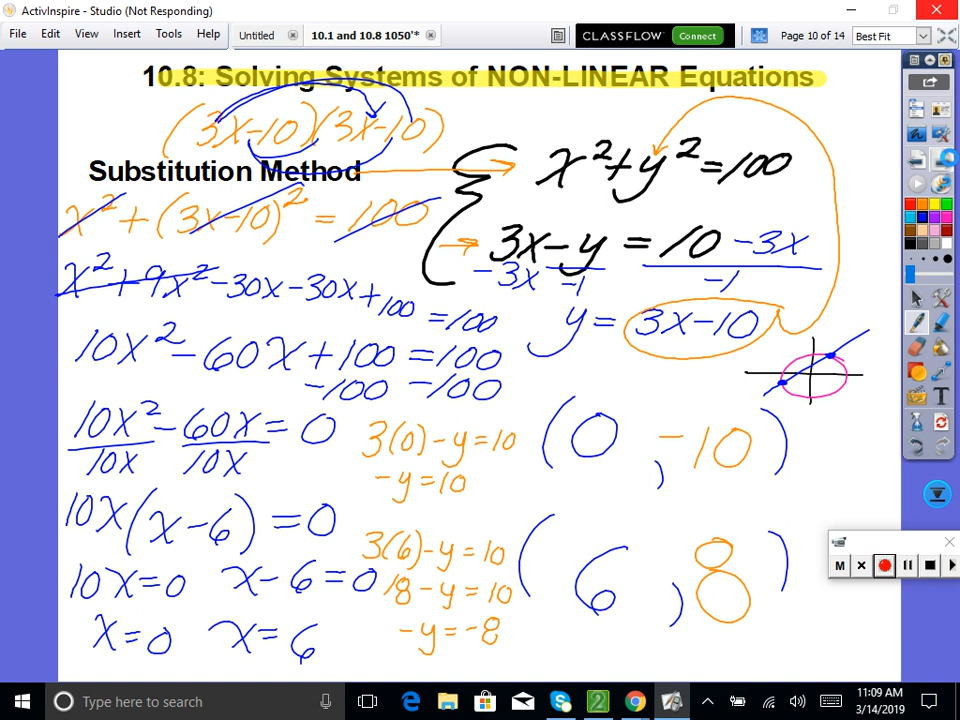 ActivInspire - Studio (Not Responding)
File Edit View Insert Tools Help Untitled 10.1 and 10.8 1050'* CLASSFLOW Connect Page 10 of 14 Best Fit
10.8: Solving Systems of NON-LINEAR Equations
(3x-10)(3x-10)
Substitution Method
x²+y²=100
x²+(3x-10)²=100
3x-y=10-3x
-3x -1 -1
x²+9x²-30x-30x+100
=100
y=3x-10
10x²-60x+100=100
-100 -100
10x²-60x=0
10x 10x
3(0)-y=10
-y=10
(0, -10)
10x(x-6)=0
3(6)-y=10
18-y=10
-y=-8
(6, 8)
10x=0 x-6=0
x=0 x=6
M
T
Type here to search
2
11:09 AM
3/14/2019